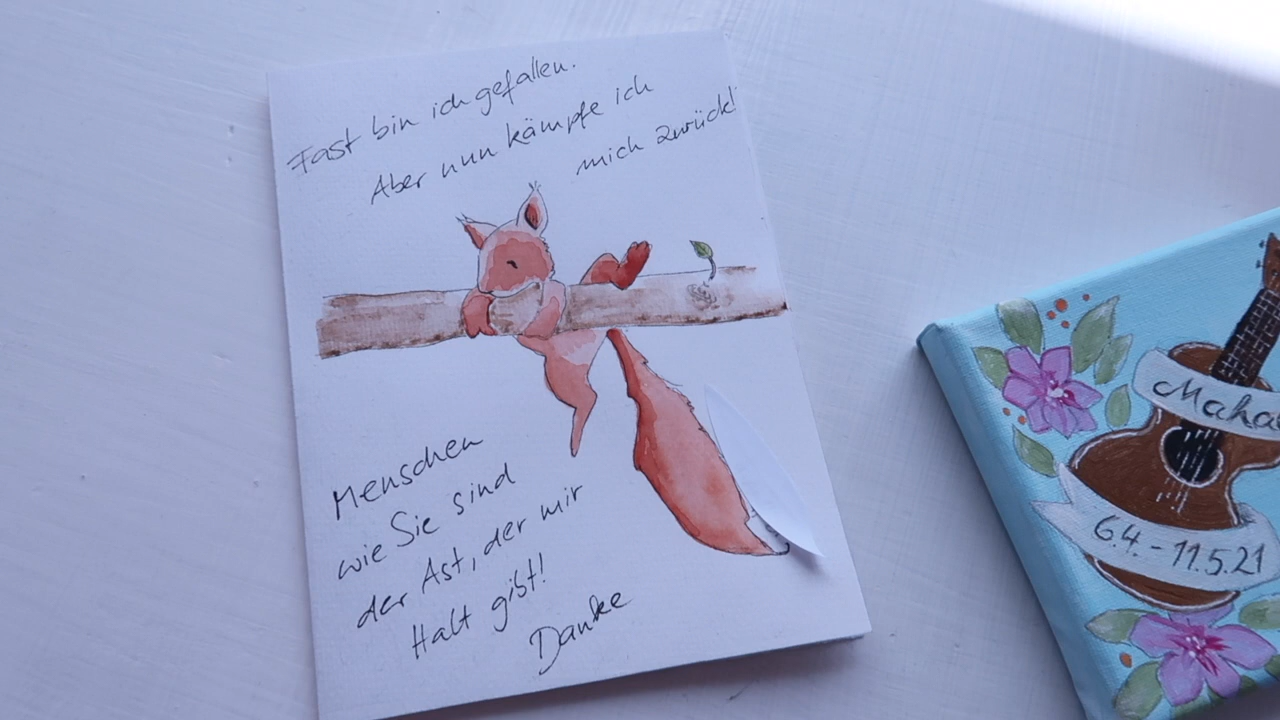 Fast bin ich gefallen.
Aber nun kämpfe ich
mich zurück!
Menschen
wie Sie sind
der Ast, der mir
Halt gibt!
Danke
6.4. - 11.5.21